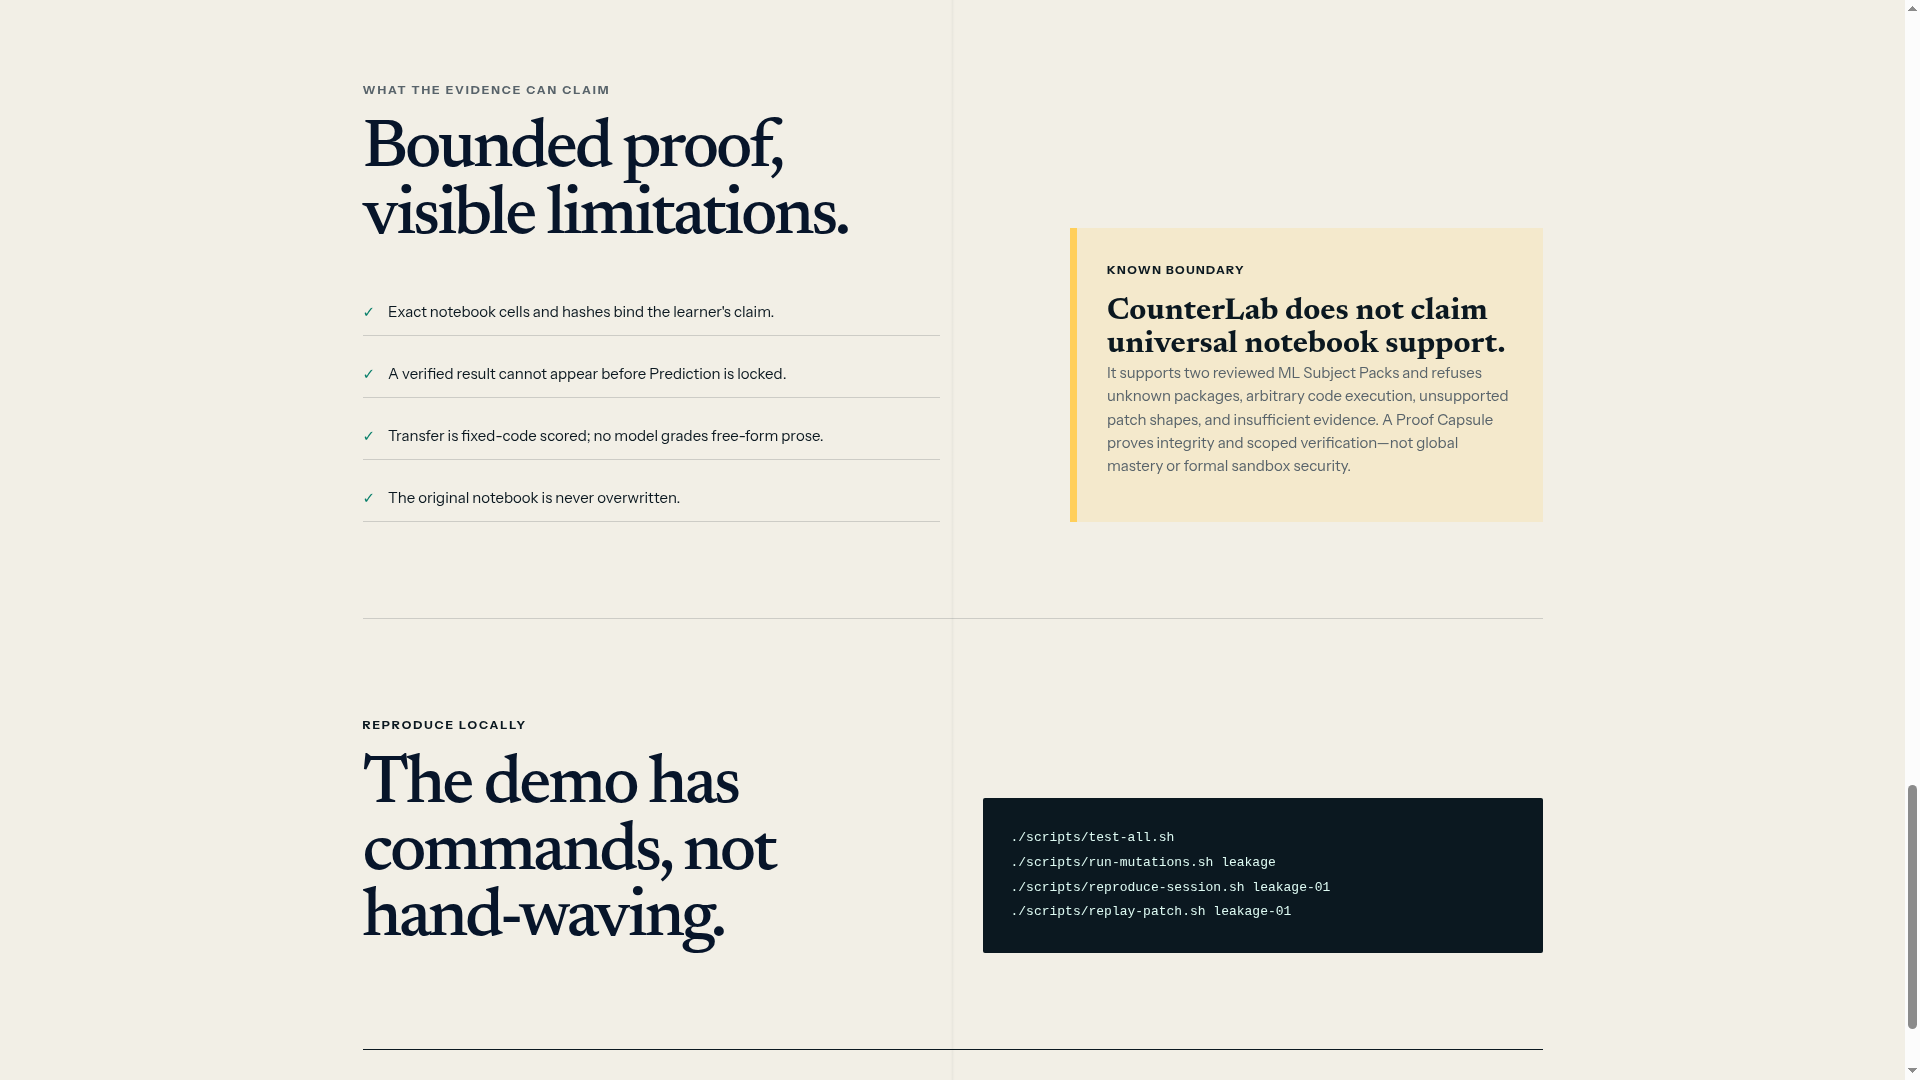 WHAT THE EVIDENCE CAN CLAIM
Bounded proof,
visible limitations.
✓ Exact notebook cells and hashes bind the learner's claim.
✓ A verified result cannot appear before Prediction is locked.
✓ Transfer is fixed-code scored; no model grades free-form prose.
✓ The original notebook is never overwritten.
KNOWN BOUNDARY
CounterLab does not claim
universal notebook support.
It supports two reviewed ML Subject Packs and refuses
unknown packages, arbitrary code execution, unsupported
patch shapes, and insufficient evidence. A Proof Capsule
proves integrity and scoped verification—not global
mastery or formal sandbox security.
REPRODUCE LOCALLY
The demo has
commands, not
hand-waving.
./scripts/test-all.sh
./scripts/run-mutations.sh leakage
./scripts/reproduce-session.sh leakage-01
./scripts/replay-patch.sh leakage-01